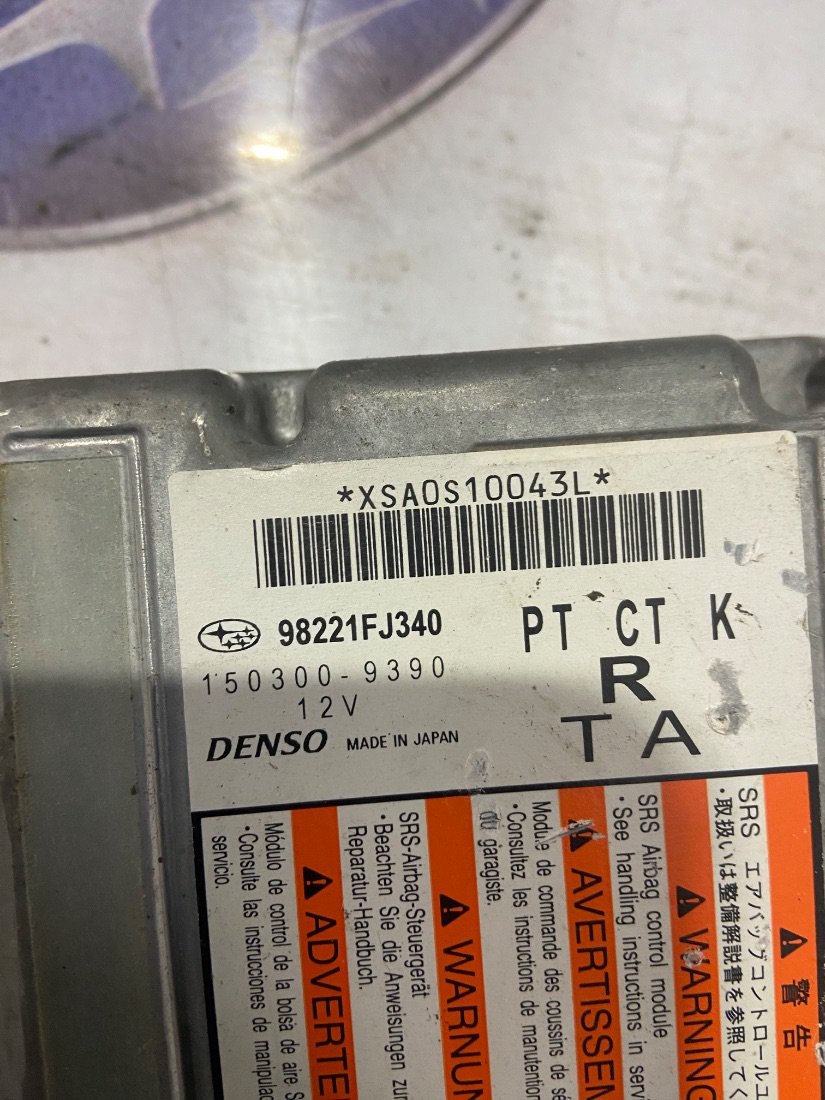 *XSA0S10043L*
98221FJ340
PT CT K
150300-9390
R
12V
T A
DENSO MADE IN JAPAN
警告
SRS エアバッグコントロールユ
・取扱いは整備解説書を参照してく
WARNING
SRS Airbag control module
・See handling instructions in serv
AVERTISSEM
Module de commande des coussins de sé
・Consultez les instructions de manutention
du garagiste.
WARNUN
SRS-Airbag-Steuergerät
・Beachten Sie die Anweisungen zur
Reparatur-Handbuch.
ADVERTE
Módulo de control de la bolsa de aire S
・Consulte las instrucciones de manipulac
servicio.